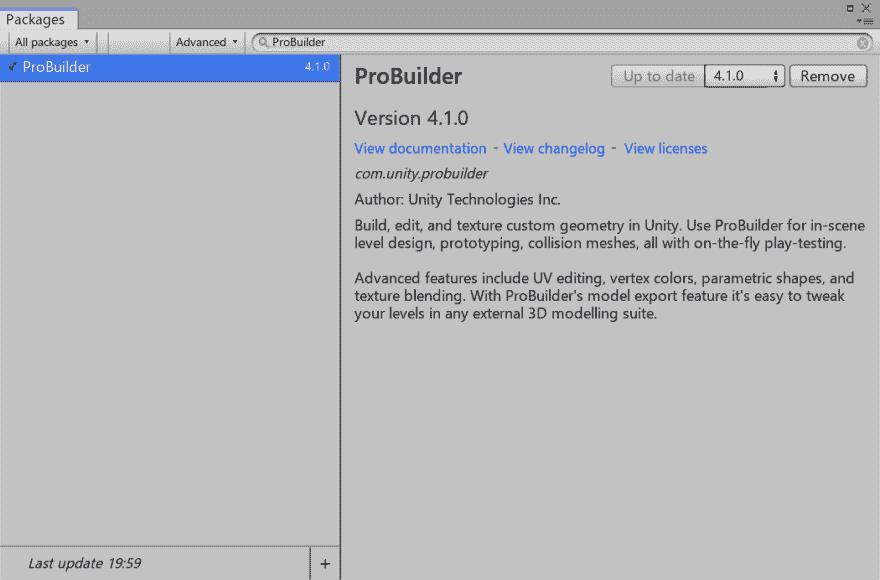 Packages
All packages
Advanced
ProBuilder
ProBuilder 4.1.0
Last update 19:59
+
ProBuilder
Up to date
4.1.0
Remove
Version 4.1.0
View documentation - View changelog - View licenses
com.unity.probuilder
Author: Unity Technologies Inc.
Build, edit, and texture custom geometry in Unity. Use ProBuilder for in-scene
level design, prototyping, collision meshes, all with on-the-fly play-testing.
Advanced features include UV editing, vertex colors, parametric shapes, and
texture blending. With ProBuilder's model export feature it's easy to tweak
your levels in any external 3D modelling suite.